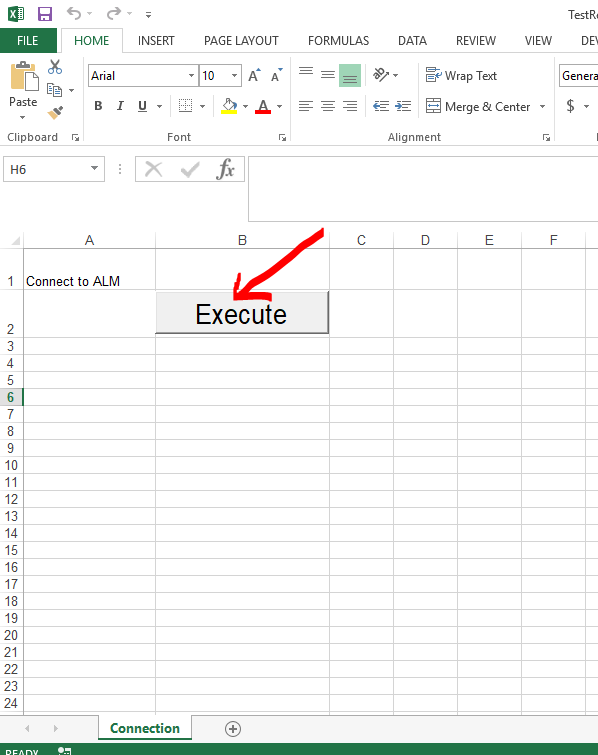 TestR
FILE HOME INSERT PAGE LAYOUT FORMULAS DATA REVIEW VIEW DE
Arial 10 A A Wrap Text Genera
Paste B I U A Merge & Center $
Clipboard Font Alignment
H6 fx
A B C D E F
1 Connect to ALM
2 Execute
3
4
5
6
7
8
9
10
11
12
13
14
15
16
17
18
19
20
21
22
23
24
Connection
READY